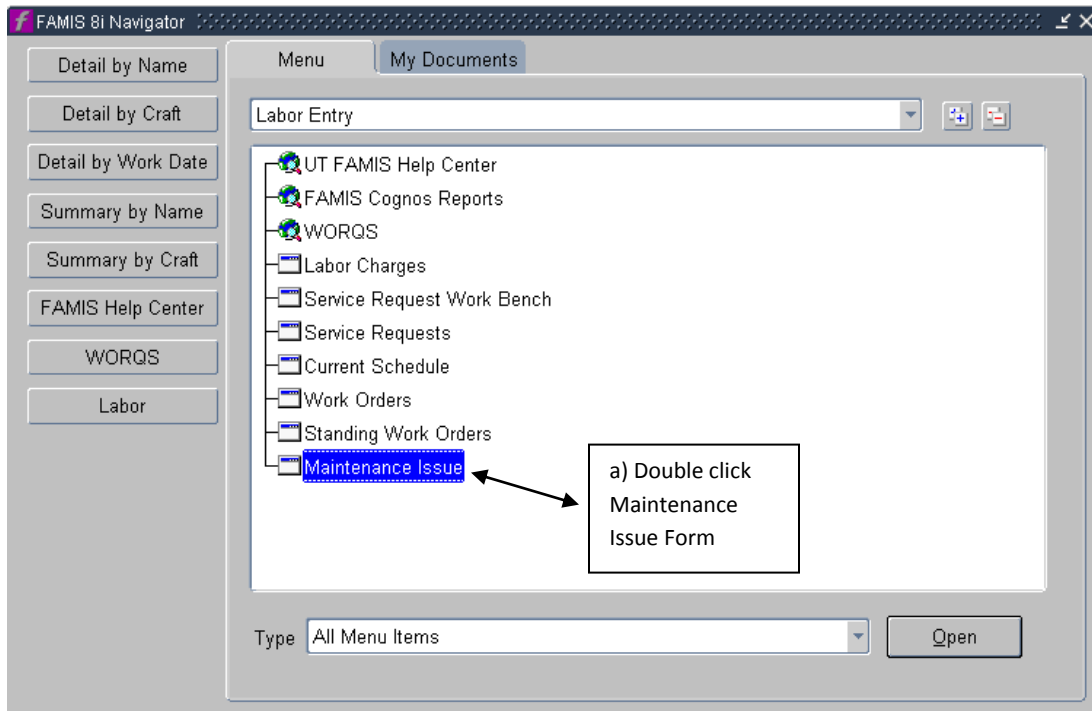 FAMIS 8i Navigator
Detail by Name
Detail by Craft
Detail by Work Date
Summary by Name
Summary by Craft
FAMIS Help Center
WORQS
Labor
Menu
My Documents
Labor Entry
UT FAMIS Help Center
FAMIS Cognos Reports
WORQS
Labor Charges
Service Request Work Bench
Service Requests
Current Schedule
Work Orders
Standing Work Orders
Maintenance Issue
a) Double click
Maintenance
Issue Form
Type
All Menu Items
Open